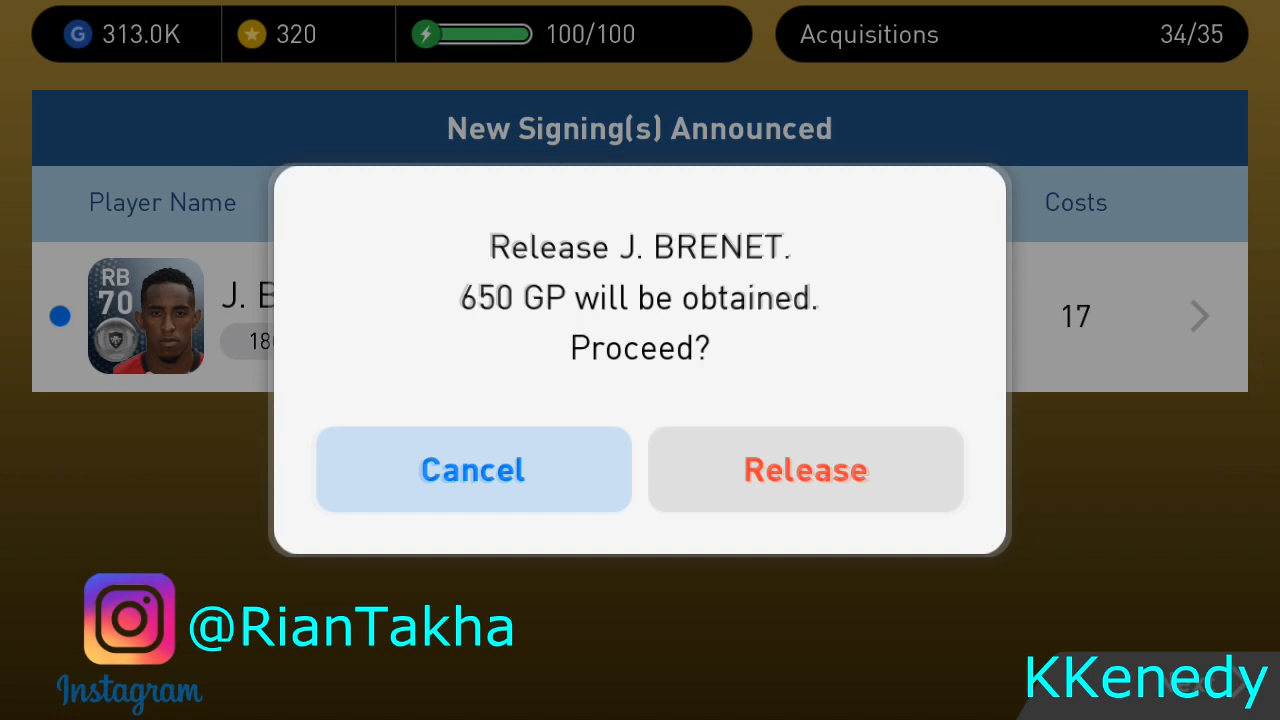 G 313.0K 320 100/100 Acquisitions 34/35
New Signing(s) Announced
Player Name Costs
RB
70
J. B
180
17
Release J. BRENET.
650 GP will be obtained.
Proceed?
Cancel Release
@RianTakha
Instagram
KKenedy